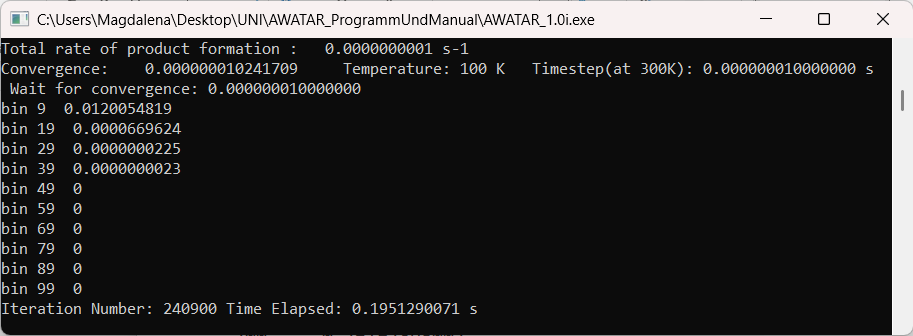 C:\Users\Magdalena\Desktop\UNI\AWATAR_ProgrammUndManual\AWATAR_1.0i.exe
Total rate of product formation :   0.0000000001 s-1
Convergence:    0.000000010241709     Temperature: 100 K   Timestep(at 300K): 0.000000010000000 s
 Wait for convergence: 0.000000010000000
bin 9  0.0120054819
bin 19  0.0000669624
bin 29  0.0000000225
bin 39  0.0000000023
bin 49  0
bin 59  0
bin 69  0
bin 79  0
bin 89  0
bin 99  0
Iteration Number: 240900 Time Elapsed: 0.1951290071 s